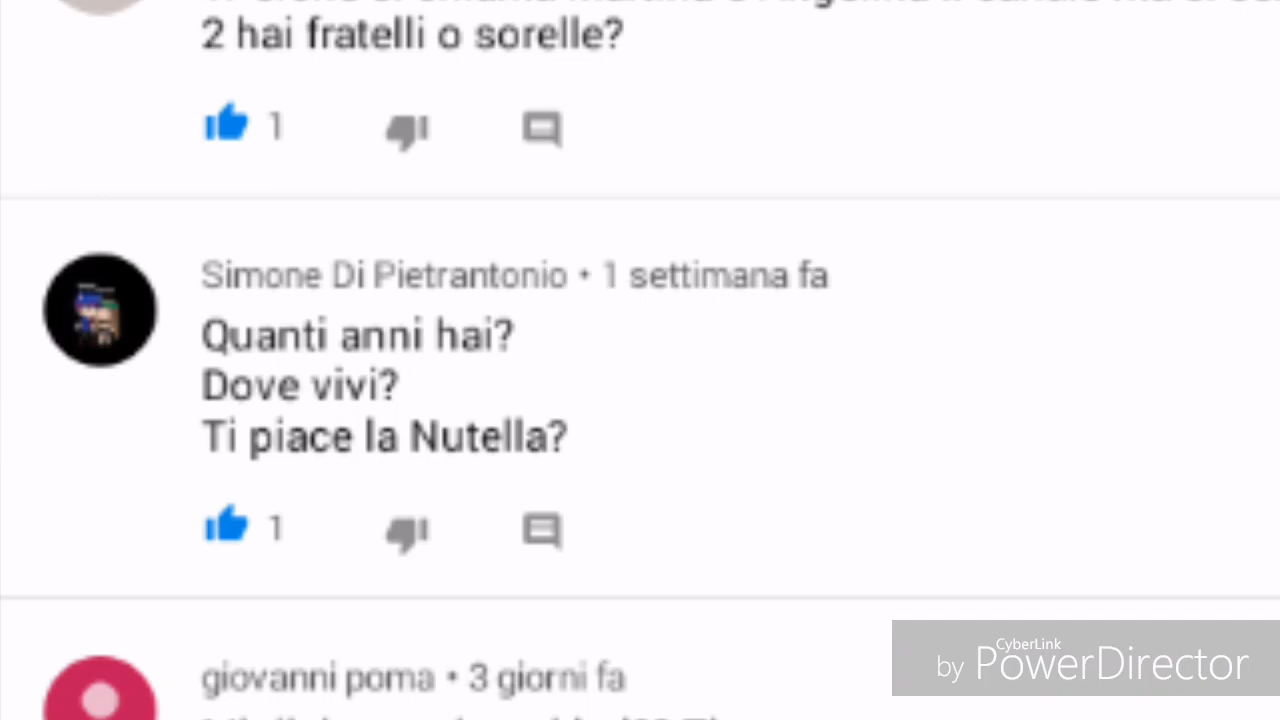 2 hai fratelli o sorelle?
1
Simone Di Pietrantonio • 1 settimana fa
Quanti anni hai?
Dove vivi?
Ti piace la Nutella?
1
giovanni poma • 3 giorni fa
CyberLink
by PowerDirector